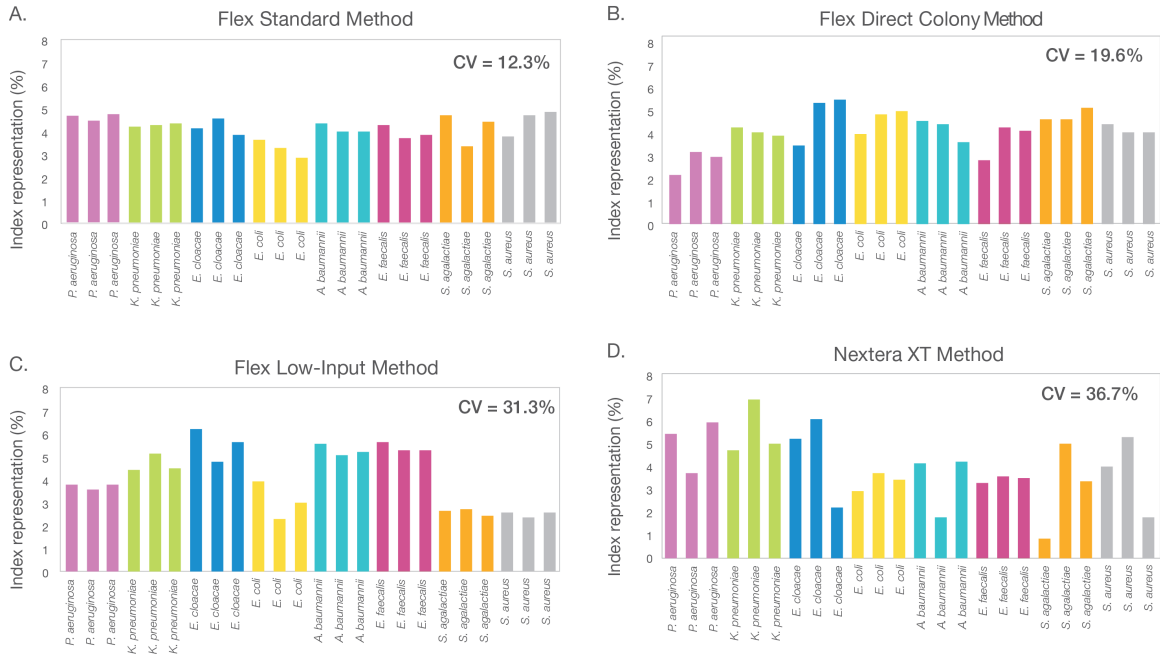 A.
Flex Standard Method
CV = 12.3%
Index representation (%)
8
7
6
5
4
3
2
1
0
P. aeruginosa
P. aeruginosa
P. aeruginosa
K. pneumoniae
K. pneumoniae
K. pneumoniae
E. cloacae
E. cloacae
E. cloacae
E. coli
E. coli
E. coli
A. baumannii
A. baumannii
A. baumannii
E. faecalis
E. faecalis
E. faecalis
S. agalactiae
S. agalactiae
S. agalactiae
S. aureus
S. aureus
S. aureus
B.
Flex Direct Colony Method
CV = 19.6%
Index representation (%)
8
7
6
5
4
3
2
1
0
P. aeruginosa
P. aeruginosa
P. aeruginosa
K. pneumoniae
K. pneumoniae
K. pneumoniae
E. cloacae
E. cloacae
E. cloacae
E. coli
E. coli
E. coli
A. baumannii
A. baumannii
A. baumannii
E. faecalis
E. faecalis
E. faecalis
S. agalactiae
S. agalactiae
S. agalactiae
S. aureus
S. aureus
S. aureus
C.
Flex Low-Input Method
CV = 31.3%
Index representation (%)
8
7
6
5
4
3
2
1
0
P. aeruginosa
P. aeruginosa
P. aeruginosa
K. pneumoniae
K. pneumoniae
K. pneumoniae
E. cloacae
E. cloacae
E. cloacae
E. coli
E. coli
E. coli
A. baumannii
A. baumannii
A. baumannii
E. faecalis
E. faecalis
E. faecalis
S. agalactiae
S. agalactiae
S. agalactiae
S. aureus
S. aureus
S. aureus
D.
Nextera XT Method
CV = 36.7%
Index representation (%)
8
7
6
5
4
3
2
1
0
P. aeruginosa
P. aeruginosa
P. aeruginosa
K. pneumoniae
K. pneumoniae
K. pneumoniae
E. cloacae
E. cloacae
E. cloacae
E. coli
E. coli
E. coli
A. baumannii
A. baumannii
A. baumannii
E. faecalis
E. faecalis
E. faecalis
S. agalactiae
S. agalactiae
S. agalactiae
S. aureus
S. aureus
S. aureus